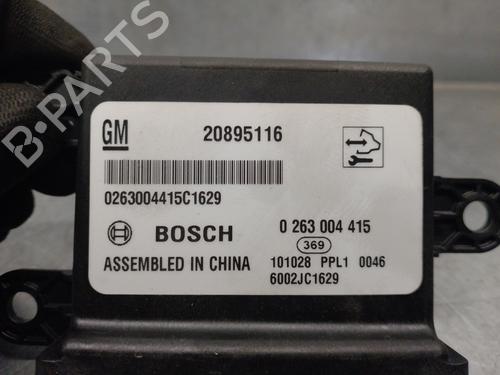 GM 20895116
0263004415C1629
BOSCH 0 263 004 415
369
ASSEMBLED IN CHINA 101028 PPL1 0046
6002JC1629
B-PARTS